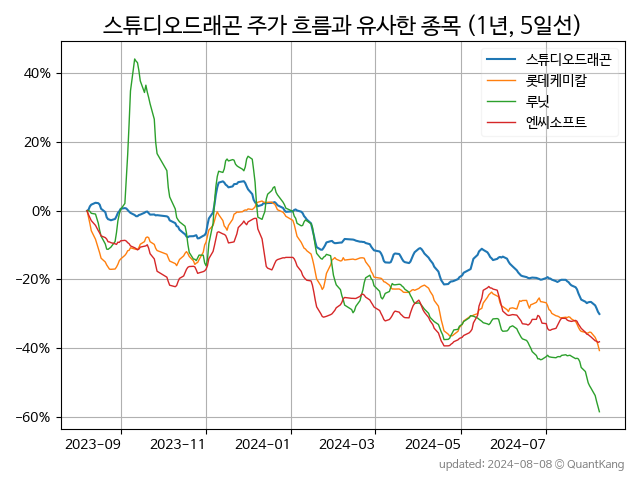 스튜디오드래곤 주가 흐름과 유사한 종목 (1년, 5일선)
스튜디오드래곤
롯데케미칼
루닛
엔씨소프트
40%
20%
0%
−20%
−40%
−60%
2023-09 2023-11 2024-01 2024-03 2024-05 2024-07
updated: 2024-08-08 © QuantKang